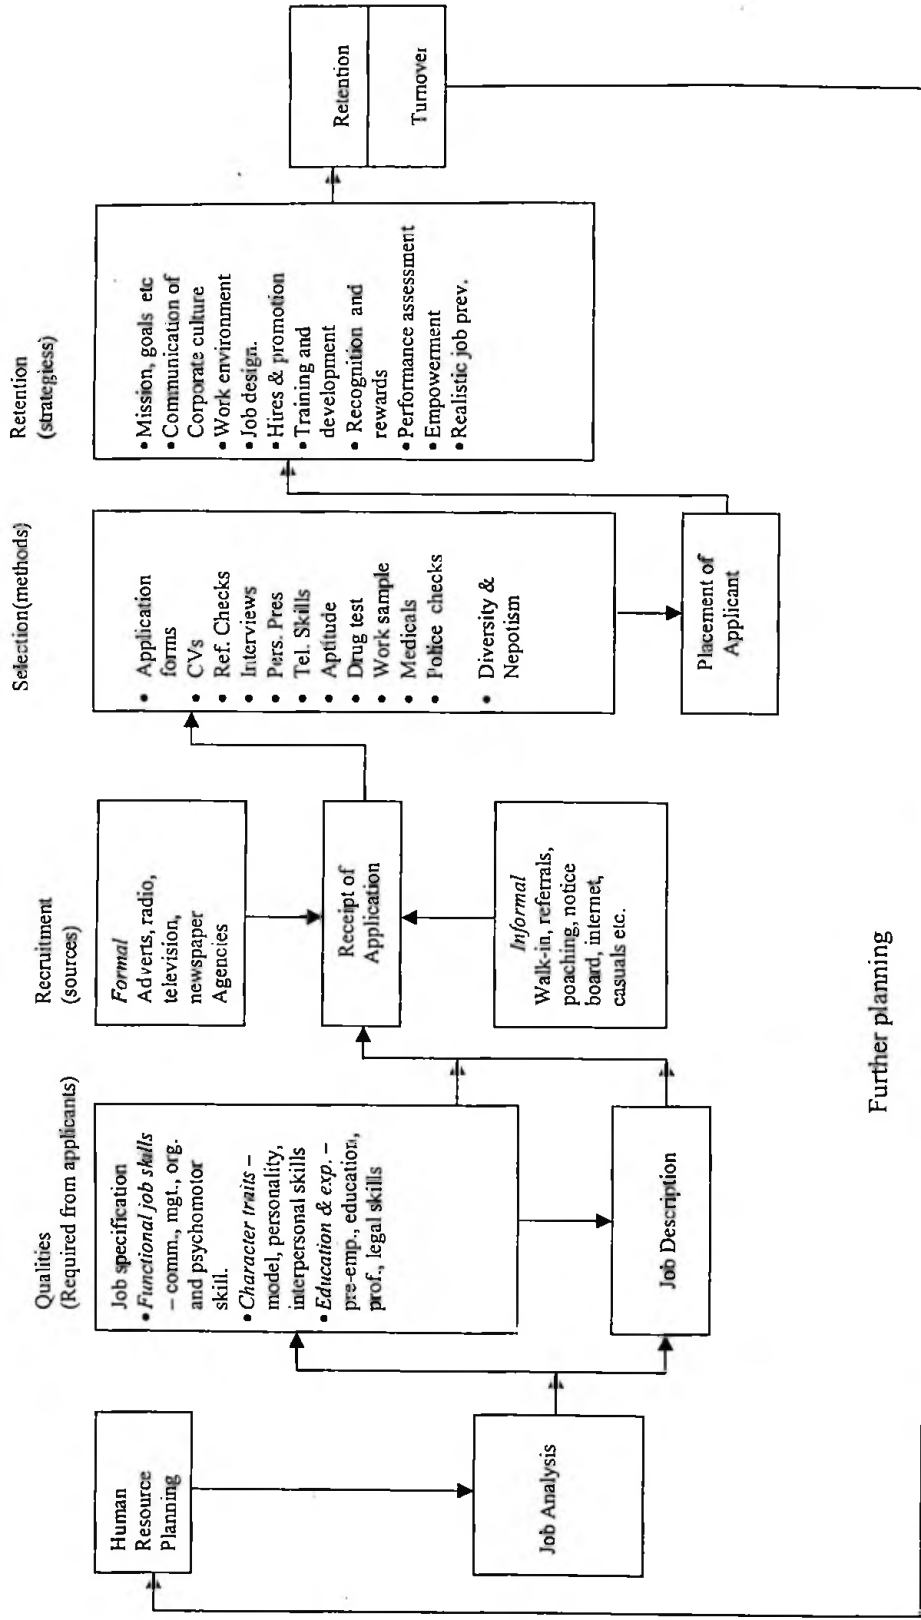 Human
Resource
Planning
Job Analysis
Qualities
(Required from applicants)
Job specification
• Functional job skills
– comm., mgt., org.
and psychomotor
skill.
• Character traits –
model, personality,
interpersonal skills
• Education & exp. –
pre-emp., education,
prof., legal skills
Job Description
Recruitment
(sources)
Formal
Adverts, radio,
television,
newspaper
Agencies
Receipt of
Application
Informal
Walk-in, referrals,
poaching, notice
board, internet,
casuals etc.
Selection(methods)
• Application
forms
• CVs
• Ref. Checks
• Interviews
• Pers. Pres
• Tel. Skills
• Aptitude
• Drug test
• Work sample
• Medicals
• Police checks
• Diversity &
Nepotism
Placement of
Applicant
Retention
(strategiess)
• Mission, goals etc
• Communication of
Corporate culture
• Work environment
• Job design.
• Hires & promotion
• Training and
development
• Recognition and
rewards
• Performance assessment
• Empowerment
• Realistic job prev.
Retention
Turnover
Further planning